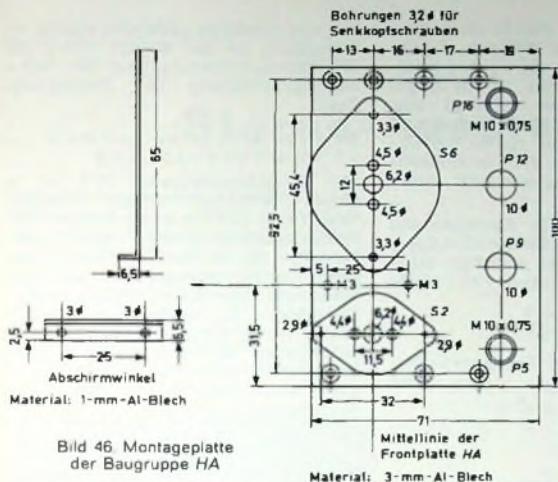 Bohrungen 3,2 ø für
Senkkopfschrauben
13 16 17 19
P16
M 10 x 0,75
3,3 ø
4,5 ø
S6
P12
65
45,4
12
6,2 ø
4,5 ø
10 ø
92,5
100
3,3 ø
P9
6,5
5 25
M3 M3
10 ø
3 ø 3 ø
2,5
6,5
31,5
6,2 ø
S2
M 10 x 0,75
2,9 ø
4,4 ø
2,9 ø
25
11,5
P5
Abschirmwinkel
Material: 1-mm-Al-Blech
32
71
Bild 46. Montageplatte
der Baugruppe HA
Mittellinie der
Frontplatte HA
Material: 3-mm-Al-Blech